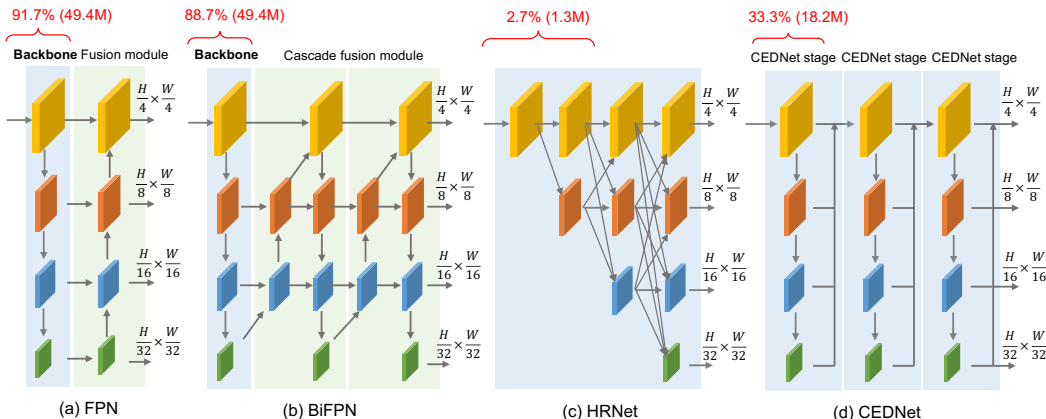 91.7% (49.4M)
Backbone Fusion module
H/4 × W/4
H/8 × W/8
H/16 × W/16
H/32 × W/32
(a) FPN
88.7% (49.4M)
Backbone Cascade fusion module
H/4 × W/4
H/8 × W/8
H/16 × W/16
H/32 × W/32
(b) BiFPN
2.7% (1.3M)
H/4 × W/4
H/8 × W/8
H/16 × W/16
H/32 × W/32
(c) HRNet
33.3% (18.2M)
CEDNet stage CEDNet stage CEDNet stage
H/4 × W/4
H/8 × W/8
H/16 × W/16
H/32 × W/32
(d) CEDNet